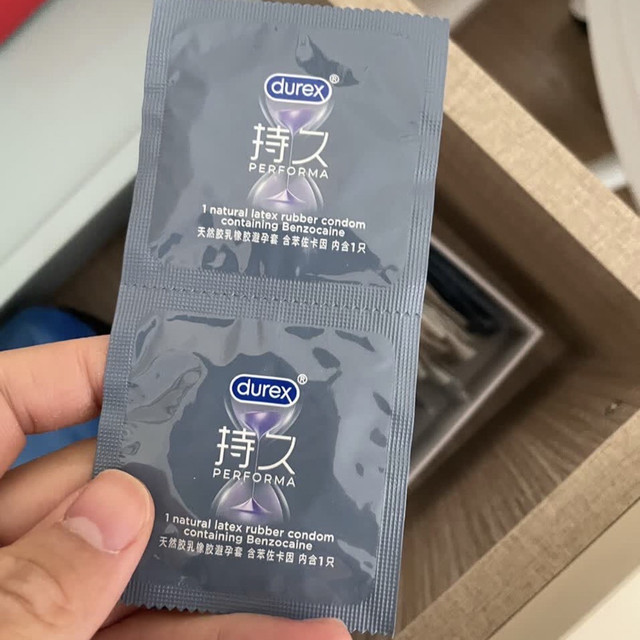 durex®
持久
PERFORMA
1 natural latex rubber condom
containing Benzocaine
天然胶乳橡胶避孕套 含苯佐卡因 内含1只
durex®
持久
PERFORMA
1 natural latex rubber condom
containing Benzocaine
天然胶乳橡胶避孕套 含苯佐卡因 内含1只